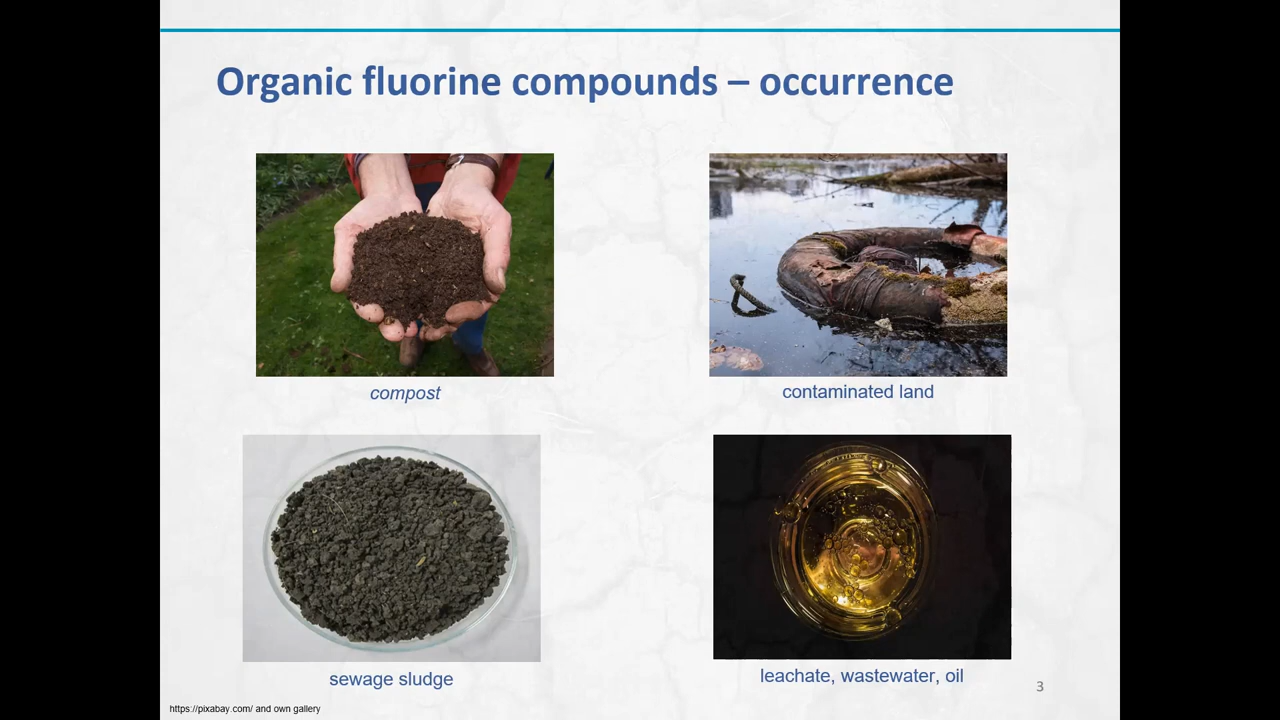 Organic fluorine compounds – occurrence
compost
contaminated land
sewage sludge
leachate, wastewater, oil
3
https://pixabay.com/ and own gallery